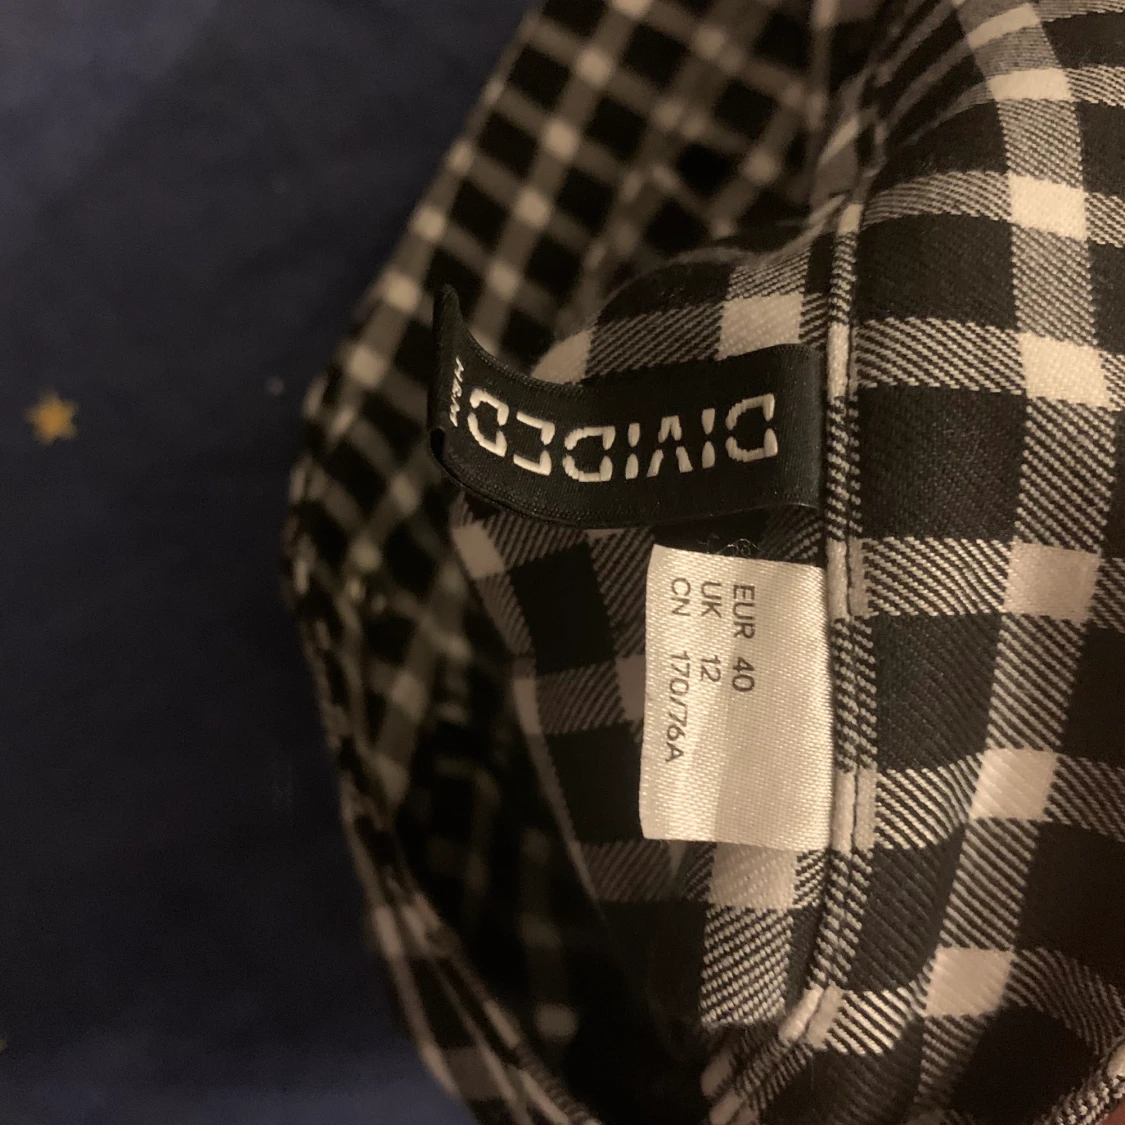 DIVIDED
H&M
EUR 40
UK 12
CN 170/76A